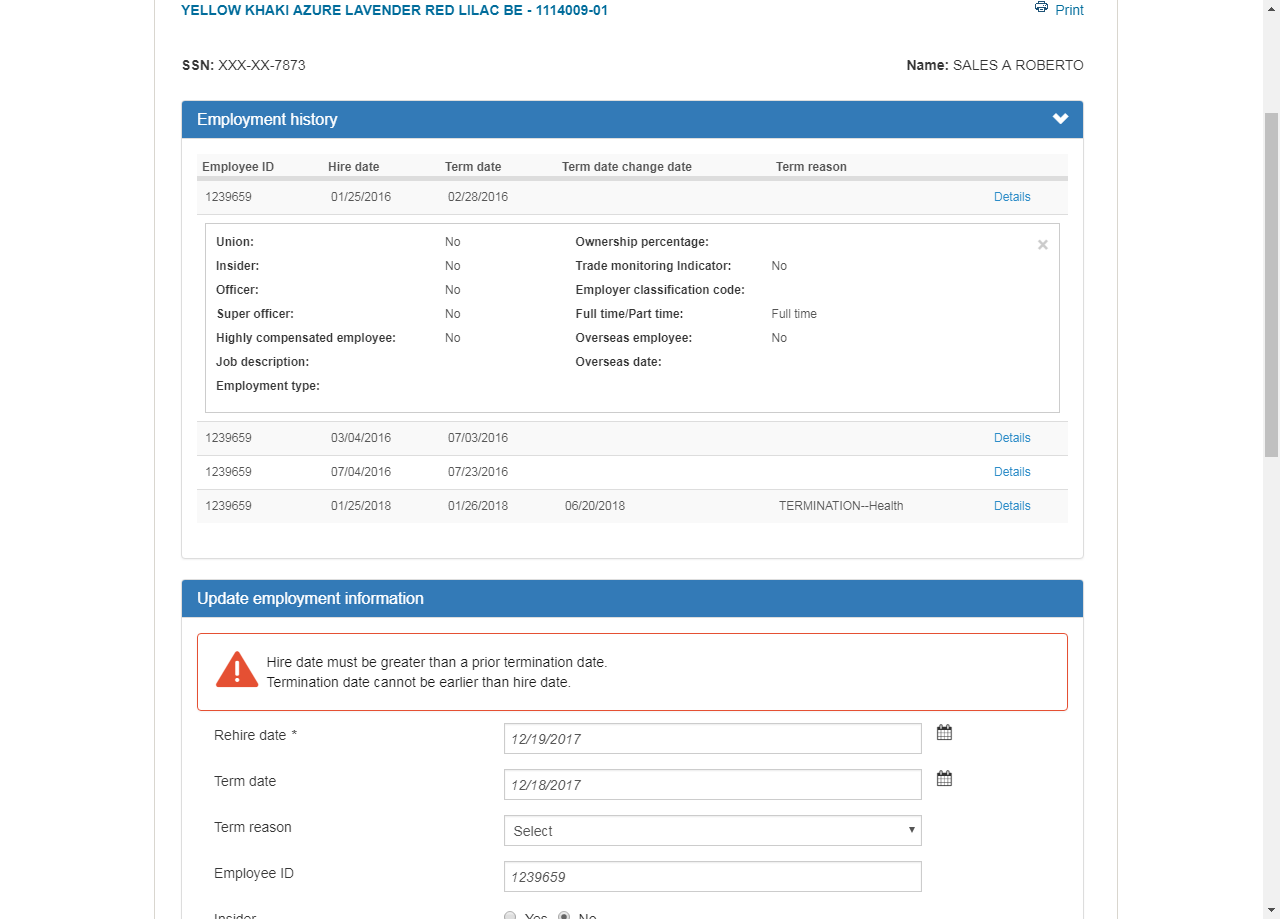 YELLOW KHAKI AZURE LAVENDER RED LILAC BE - 1114009-01 Print
SSN: XXX-XX-7873 Name: SALES A ROBERTO
Employment history
Employee ID Hire date Term date Term date change date Term reason
1239659 01/25/2016 02/28/2016 Details
Union: No Ownership percentage:
Insider: No Trade monitoring Indicator: No
Officer: No Employer classification code:
Super officer: No Full time/Part time: Full time
Highly compensated employee: No Overseas employee: No
Job description: Overseas date:
Employment type:
1239659 03/04/2016 07/03/2016 Details
1239659 07/04/2016 07/23/2016 Details
1239659 01/25/2018 01/26/2018 06/20/2018 TERMINATION--Health Details
Update employment information
Hire date must be greater than a prior termination date.
Termination date cannot be earlier than hire date.
Rehire date * 12/19/2017
Term date 12/18/2017
Term reason Select
Employee ID 1239659
Insider Yes No